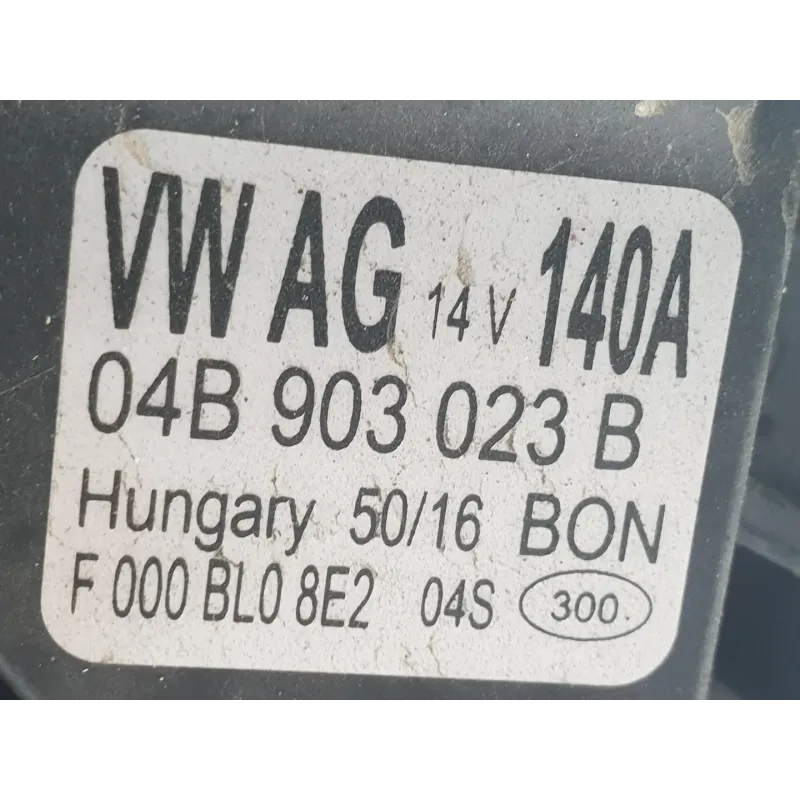 VW AG 14 V 140A
04B 903 023 B
Hungary 50/16 BON
F 000 BL0 8E2 04S 300